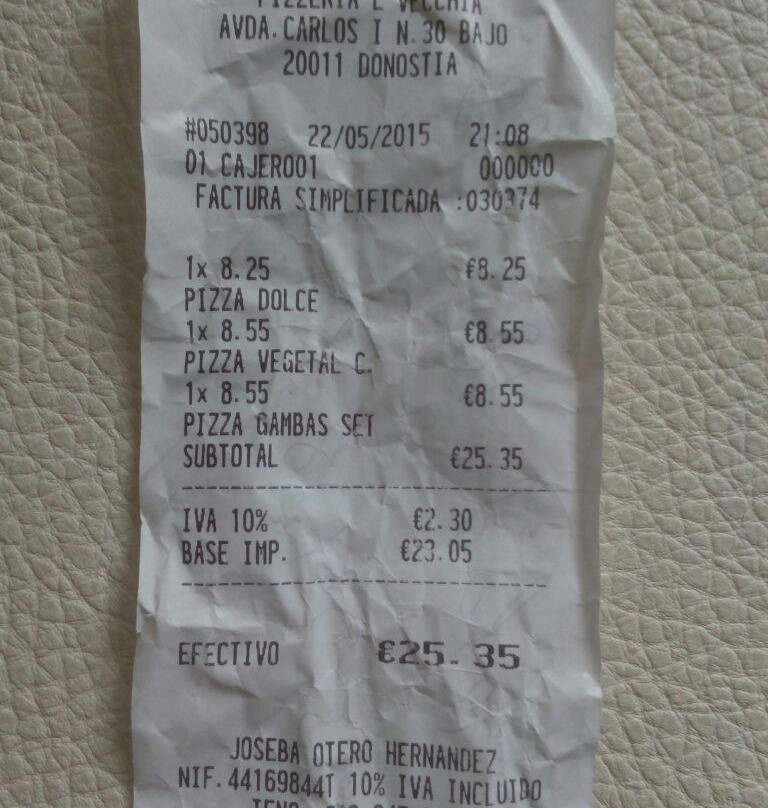 PIZZERIA L VECCHIA
AVDA.CARLOS I N.30 BAJO
20011 DONOSTIA
#050398 22/05/2015 21:08
01 CAJERO01 000000
FACTURA SIMPLIFICADA :030374
1x 8.25 €8.25
PIZZA DOLCE
1x 8.55 €8.55
PIZZA VEGETAL C.
1x 8.55 €8.55
PIZZA GAMBAS SET
SUBTOTAL €25.35
IVA 10% €2.30
BASE IMP. €23.05
EFECTIVO €25.35
JOSEBA OTERO HERNANDEZ
NIF.44169844T 10% IVA INCLUIDO